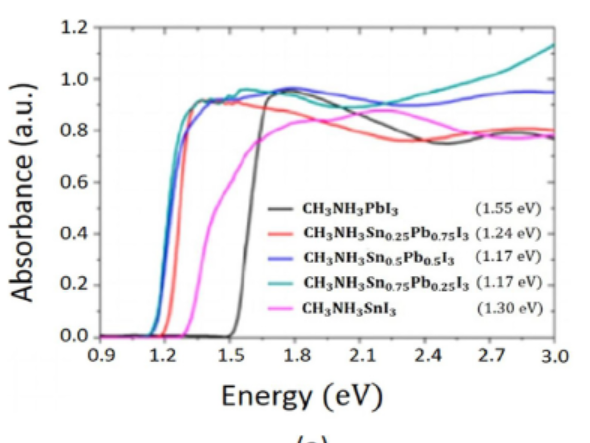 1.2
1.0
0.8
0.6
0.4
0.2
0.0
Absorbance (a.u.)
CH₃NH₃PbI₃ (1.55 eV)
CH₃NH₃Sn₀.₂₅Pb₀.₇₅I₃ (1.24 eV)
CH₃NH₃Sn₀.₅Pb₀.₅I₃ (1.17 eV)
CH₃NH₃Sn₀.₇₅Pb₀.₂₅I₃ (1.17 eV)
CH₃NH₃SnI₃ (1.30 eV)
0.9 1.2 1.5 1.8 2.1 2.4 2.7 3.0
Energy (eV)